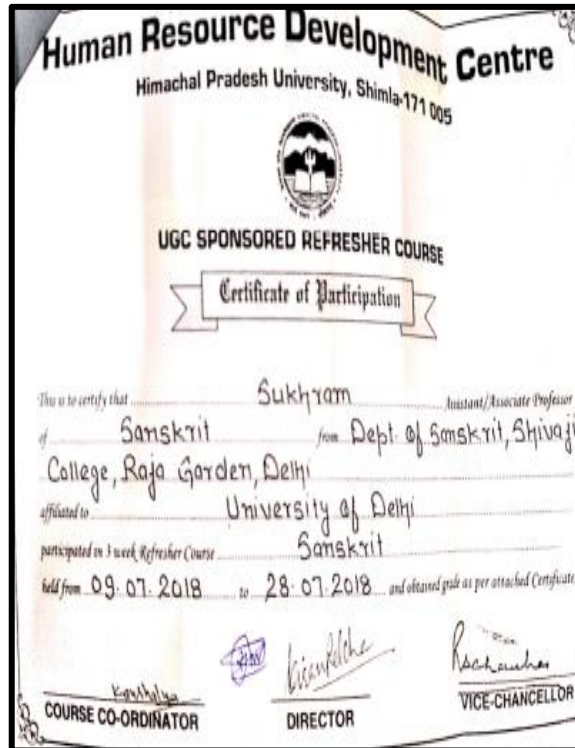 Human Resource Development Centre
Himachal Pradesh University, Shimla-171 005
UGC SPONSORED REFRESHER COURSE
Certificate of Participation
This is to certify that Sukhram Assistant/Associate Professor
of Sanskrit from Dept. of Sanskrit, Shivaji
College, Raja Garden, Delhi
affiliated to University of Delhi
participated in 3 week Refresher Course Sanskrit
held from 09.07.2018 to 28.07.2018 and obtained grade as per attached Certificate
Kaushalya
COURSE CO-ORDINATOR
DIRECTOR
VICE-CHANCELLOR